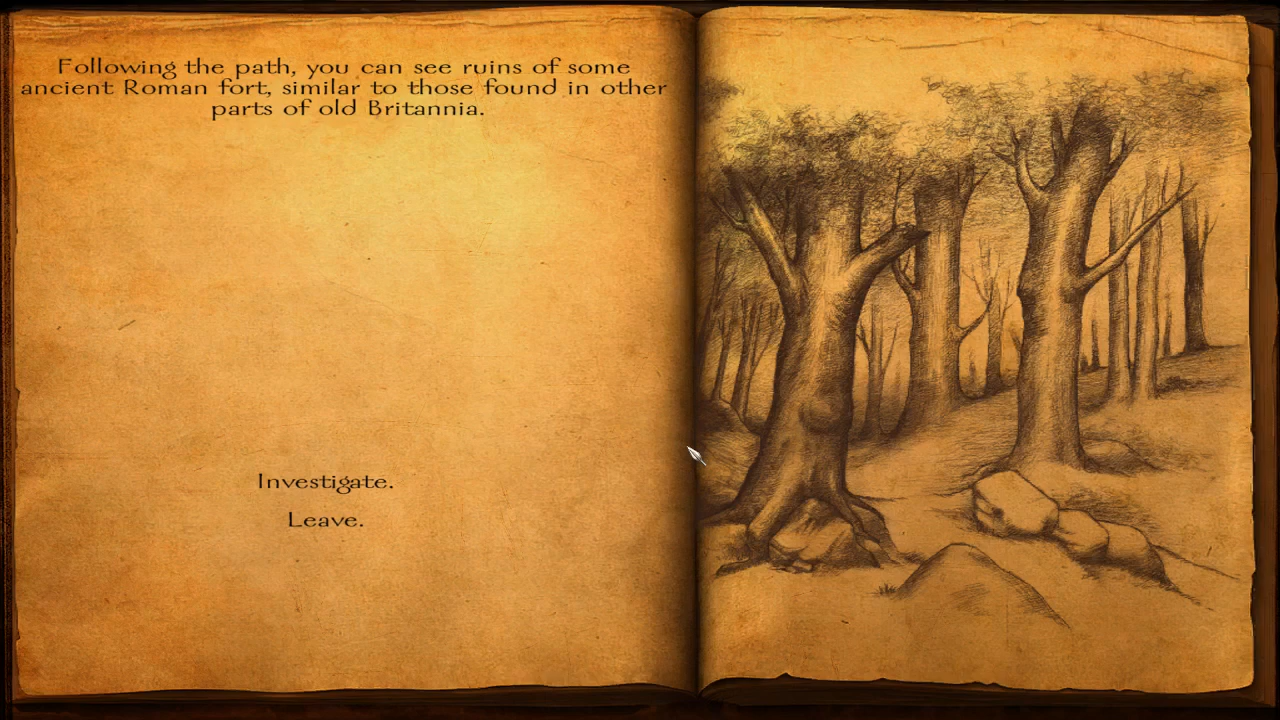 Following the path, you can see ruins of some
ancient Roman fort, similar to those found in other
parts of old Britannia.
Investigate.
Leave.